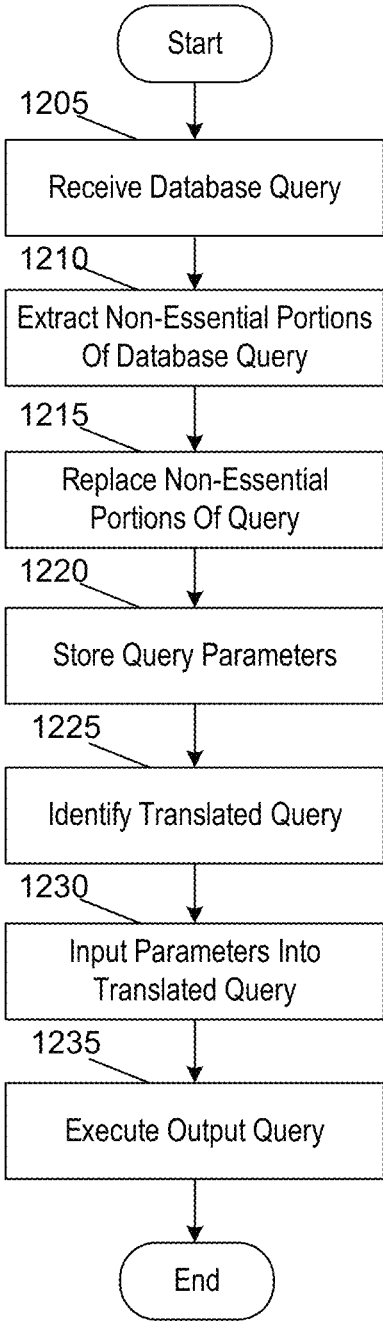 Start
1205
Receive Database Query
1210
Extract Non-Essential Portions
Of Database Query
1215
Replace Non-Essential
Portions Of Query
1220
Store Query Parameters
1225
Identify Translated Query
1230
Input Parameters Into
Translated Query
1235
Execute Output Query
End